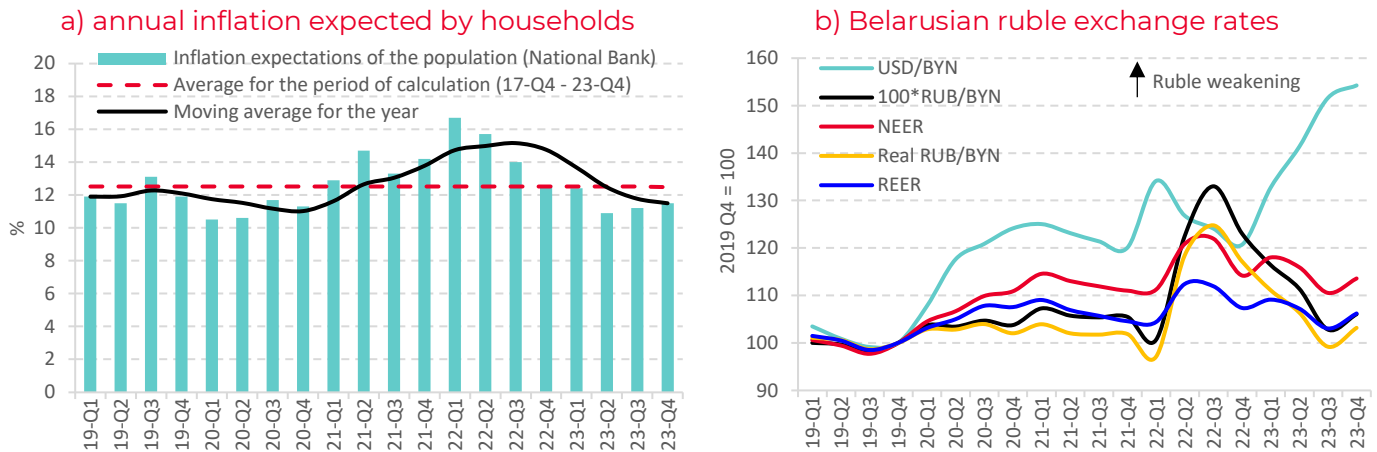 a) annual inflation expected by households
Inflation expectations of the population (National Bank)
Average for the period of calculation (17-Q4 - 23-Q4)
Moving average for the year
20
18
16
14
12
10
8
6
4
2
0
%
19-Q1
19-Q2
19-Q3
19-Q4
20-Q1
20-Q2
20-Q3
20-Q4
21-Q1
21-Q2
21-Q3
21-Q4
22-Q1
22-Q2
22-Q3
22-Q4
23-Q1
23-Q2
23-Q3
23-Q4
b) Belarusian ruble exchange rates
USD/BYN
100*RUB/BYN
NEER
Real RUB/BYN
REER
Ruble weakening
160
150
140
130
120
110
100
90
2019 Q4 = 100
19-Q1
19-Q2
19-Q3
19-Q4
20-Q1
20-Q2
20-Q3
20-Q4
21-Q1
21-Q2
21-Q3
21-Q4
22-Q1
22-Q2
22-Q3
22-Q4
23-Q1
23-Q2
23-Q3
23-Q4